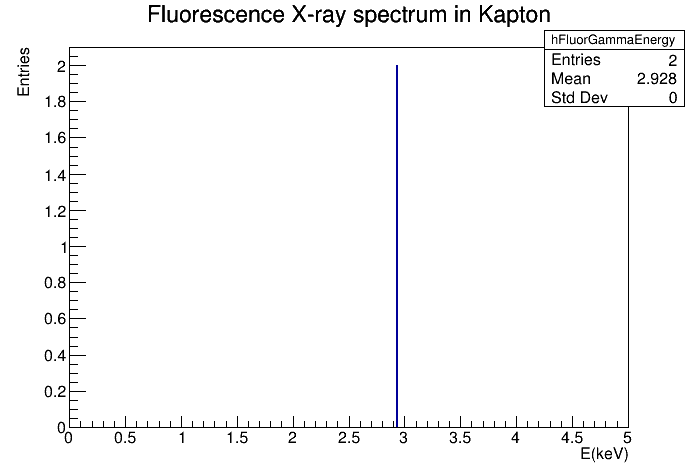 Fluorescence X-ray spectrum in Kapton
hFluorGammaEnergy
Entries 2
Mean 2.928
Std Dev 0
Entries
2
1.8
1.6
1.4
1.2
1
0.8
0.6
0.4
0.2
0
0 0.5 1 1.5 2 2.5 3 3.5 4 4.5 5
E(keV)